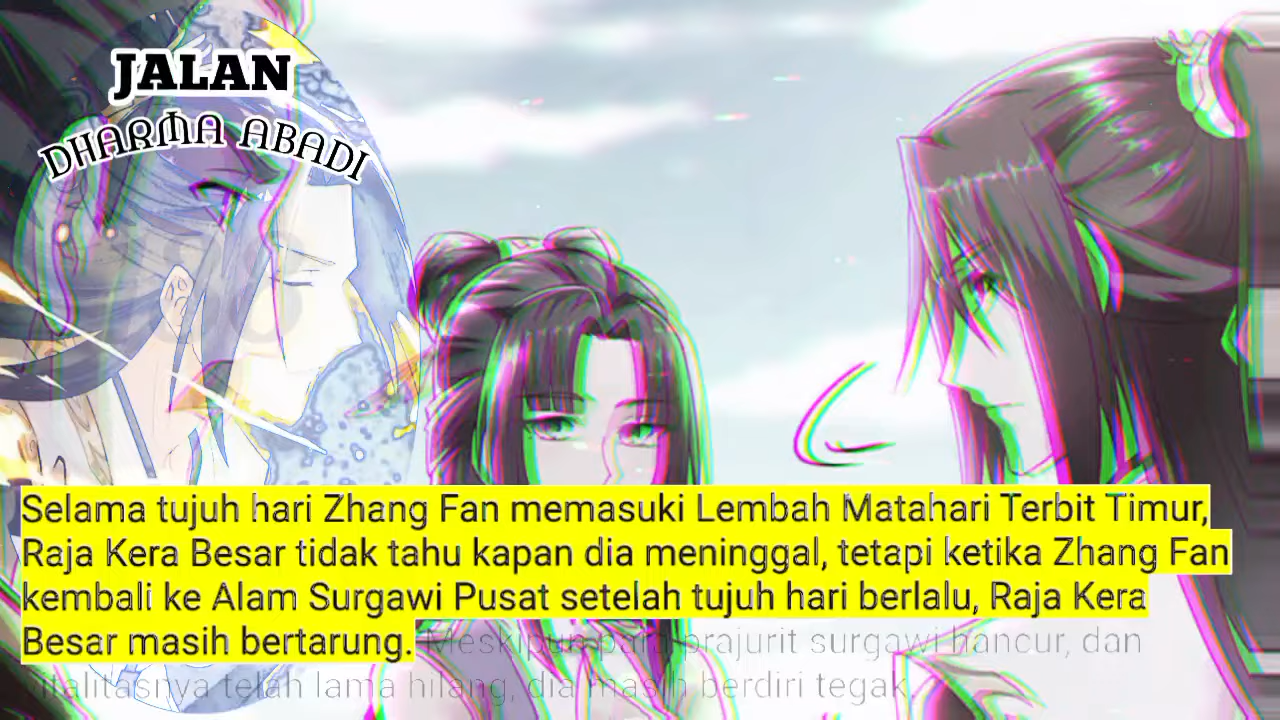 JALAN
DHARMA ABADI
Selama tujuh hari Zhang Fan memasuki Lembah Matahari Terbit Timur,
Raja Kera Besar tidak tahu kapan dia meninggal, tetapi ketika Zhang Fan
kembali ke Alam Surgawi Pusat setelah tujuh hari berlalu, Raja Kera
Besar masih bertarung. Meskipun para prajurit surgawi hancur, dan
vitalitasnya telah lama hilang, dia masih berdiri tegak.